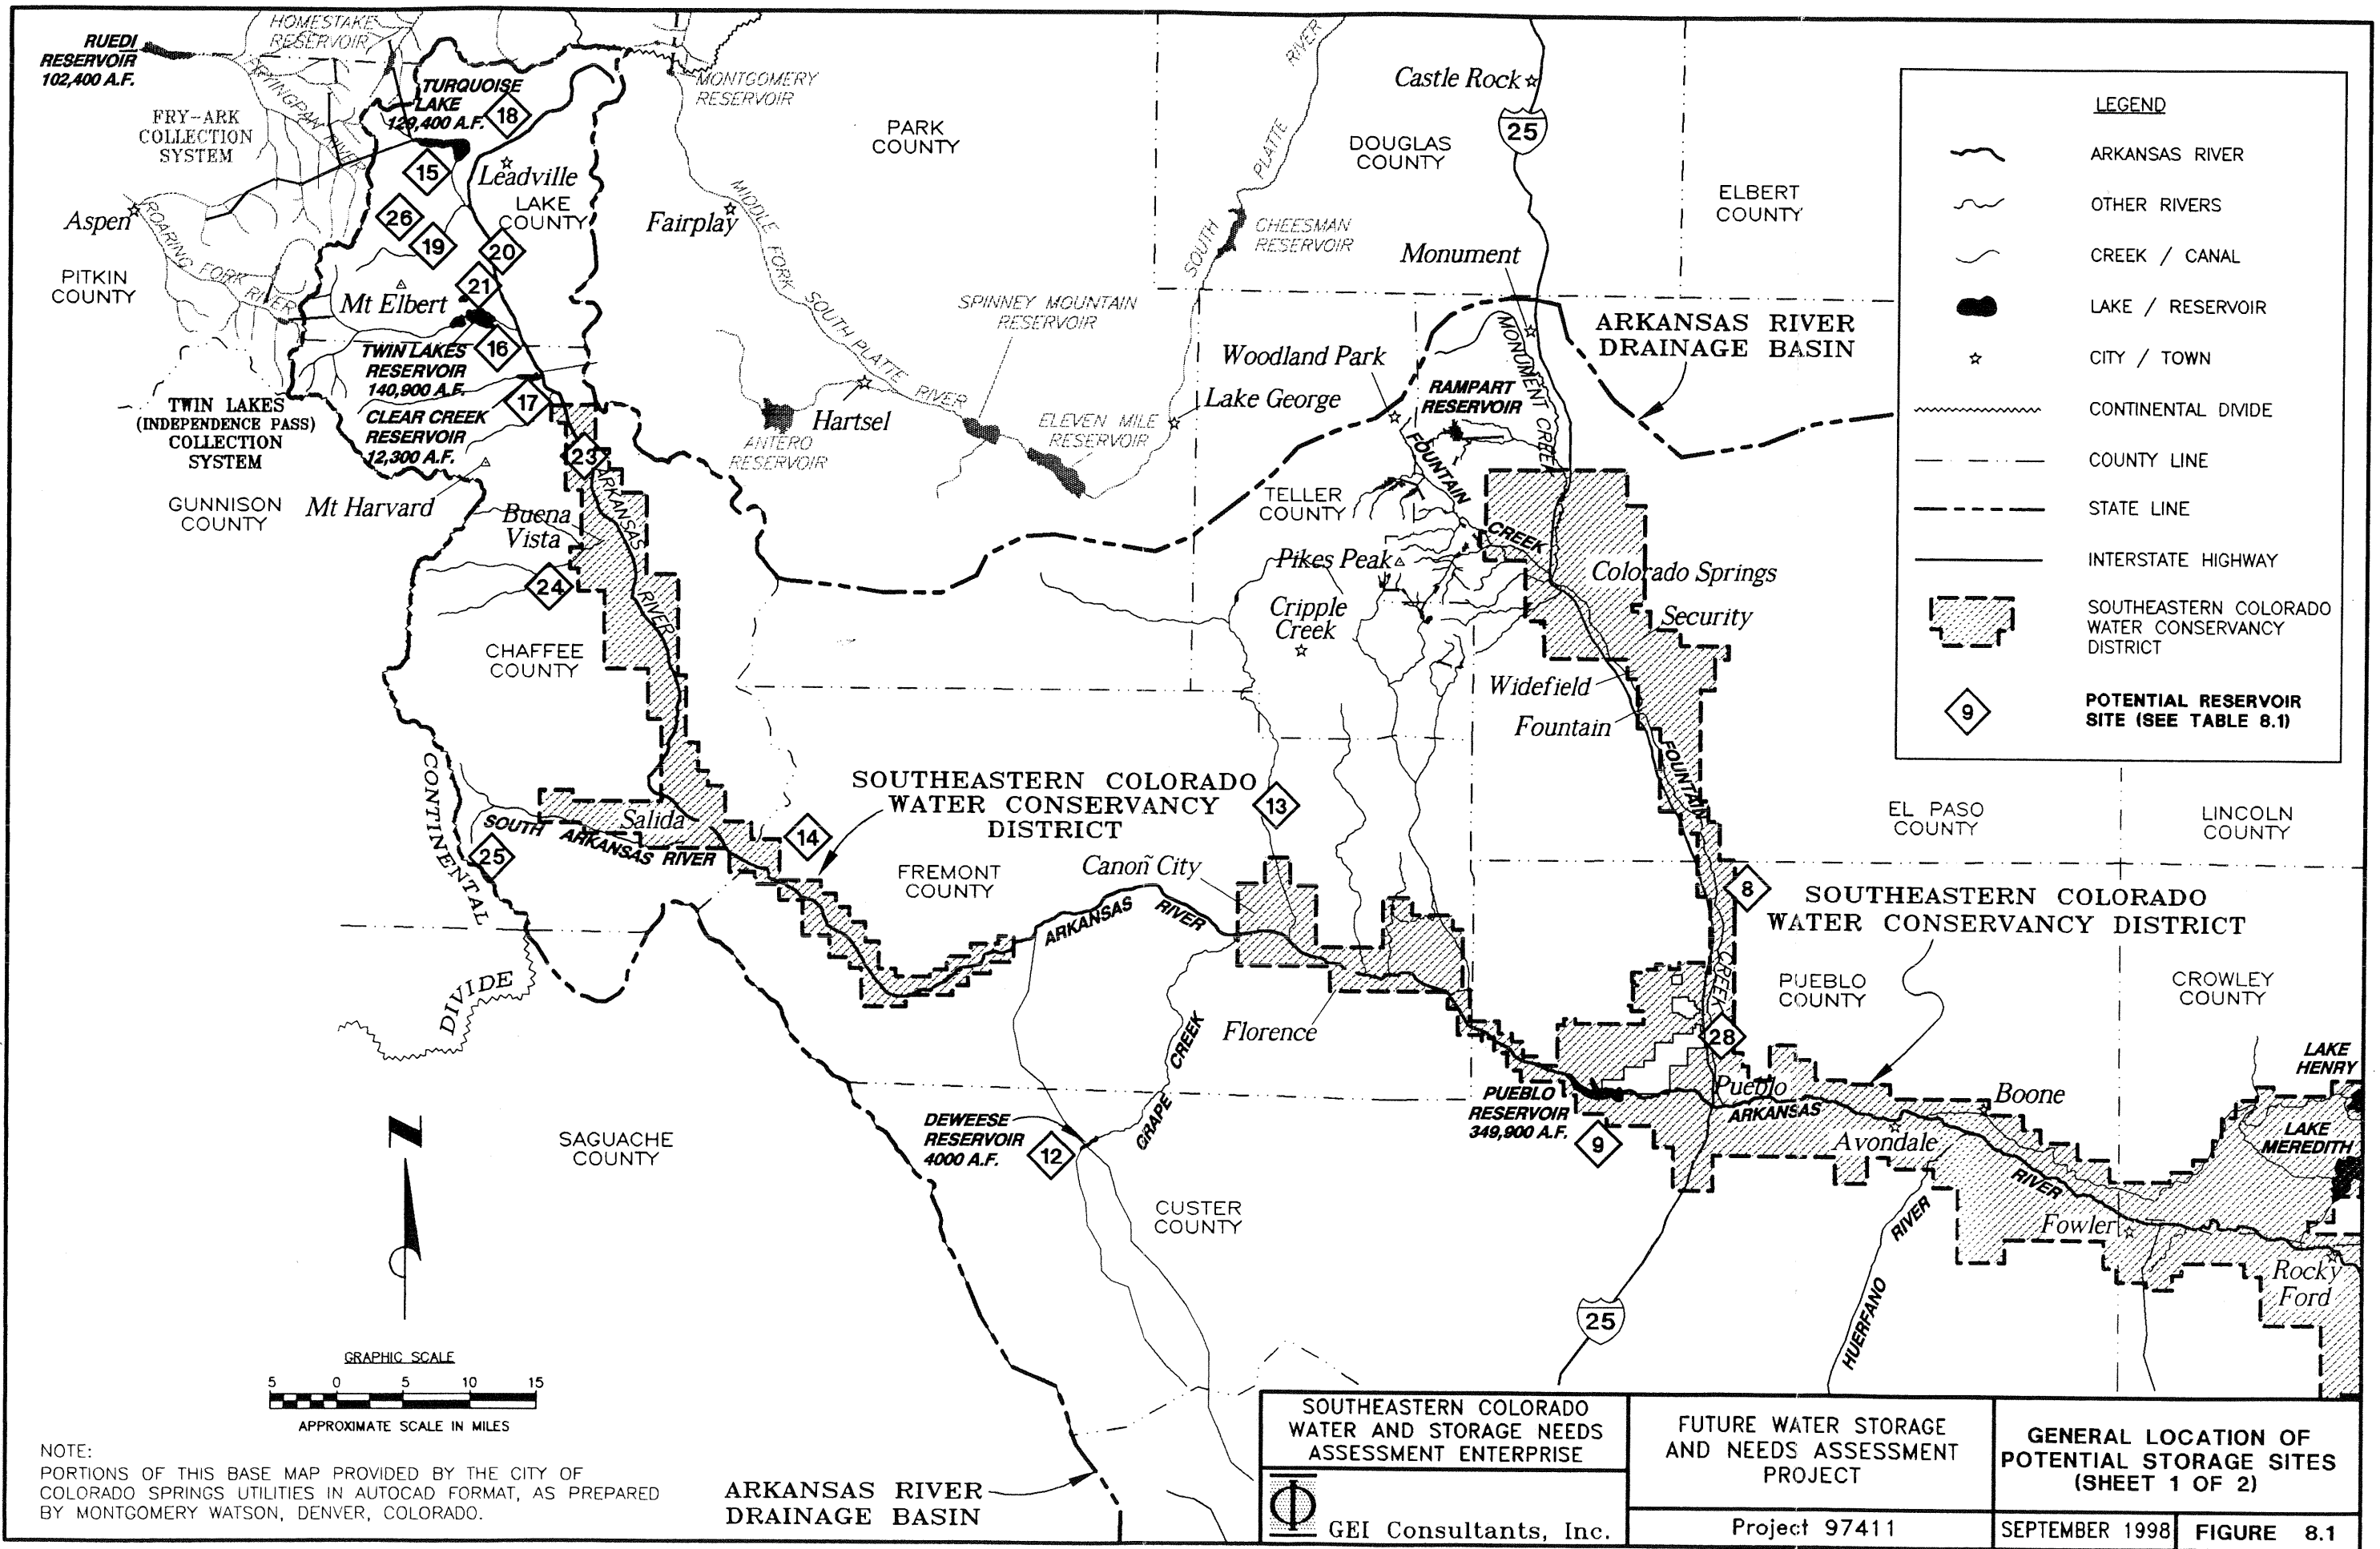 RUEDI
RESERVOIR
102,400 A.F.
HOMESTAKE
RESERVOIR
FRYINGPAN RIVER
FRY-ARK
COLLECTION
SYSTEM
TURQUOISE
LAKE
129,400 A.F.
18
15
Leadville
LAKE
COUNTY
26
19
20
21
Aspen
ROARING FORK RIVER
PITKIN
COUNTY
Mt Elbert
TWIN LAKES
RESERVOIR
140,900 A.F.
16
17
TWIN LAKES
(INDEPENDENCE PASS)
COLLECTION
SYSTEM
CLEAR CREEK
RESERVOIR
12,300 A.F.
23
GUNNISON
COUNTY
Mt Harvard
Buena
Vista
ARKANSAS
RIVER
24
CHAFFEE
COUNTY
MONTGOMERY
RESERVOIR
PARK
COUNTY
Fairplay
MIDDLE FORK SOUTH PLATTE RIVER
SPINNEY MOUNTAIN
RESERVOIR
Hartsel
ANTERO
RESERVOIR
ELEVEN MILE
RESERVOIR
Lake George
SOUTH PLATTE RIVER
CHEESMAN
RESERVOIR
Castle Rock
25
DOUGLAS
COUNTY
ELBERT
COUNTY
Monument
MONUMENT CREEK
ARKANSAS RIVER
DRAINAGE BASIN
Woodland Park
RAMPART
RESERVOIR
FOUNTAIN
CREEK
TELLER
COUNTY
Pikes Peak
Cripple
Creek
Colorado Springs
Security
Widefield
Fountain
FOUNTAIN
CREEK
LEGEND
ARKANSAS RIVER
OTHER RIVERS
CREEK / CANAL
LAKE / RESERVOIR
CITY / TOWN
CONTINENTAL DIVIDE
COUNTY LINE
STATE LINE
INTERSTATE HIGHWAY
SOUTHEASTERN COLORADO
WATER CONSERVANCY
DISTRICT
9
POTENTIAL RESERVOIR
SITE (SEE TABLE 8.1)
EL PASO
COUNTY
LINCOLN
COUNTY
CONTINENTAL
DIVIDE
25
Salida
SOUTH ARKANSAS RIVER
14
SOUTHEASTERN COLORADO
WATER CONSERVANCY
DISTRICT
13
FREMONT
COUNTY
Canoñ City
ARKANSAS RIVER
Florence
GRAPE CREEK
8
SOUTHEASTERN COLORADO
WATER CONSERVANCY DISTRICT
PUEBLO
COUNTY
CROWLEY
COUNTY
28
Pueblo
PUEBLO
RESERVOIR
349,900 A.F.
9
ARKANSAS
RIVER
Boone
Avondale
LAKE
HENRY
LAKE
MEREDITH
Fowler
Rocky
Ford
HUERFANO RIVER
25
DEWEESE
RESERVOIR
4000 A.F.
12
CUSTER
COUNTY
SAGUACHE
COUNTY
N
GRAPHIC SCALE
5 0 5 10 15
APPROXIMATE SCALE IN MILES
NOTE:
PORTIONS OF THIS BASE MAP PROVIDED BY THE CITY OF
COLORADO SPRINGS UTILITIES IN AUTOCAD FORMAT, AS PREPARED
BY MONTGOMERY WATSON, DENVER, COLORADO.
ARKANSAS RIVER
DRAINAGE BASIN
SOUTHEASTERN COLORADO
WATER AND STORAGE NEEDS
ASSESSMENT ENTERPRISE
GEI Consultants, Inc.
FUTURE WATER STORAGE
AND NEEDS ASSESSMENT
PROJECT
Project 97411
GENERAL LOCATION OF
POTENTIAL STORAGE SITES
(SHEET 1 OF 2)
SEPTEMBER 1998
FIGURE 8.1